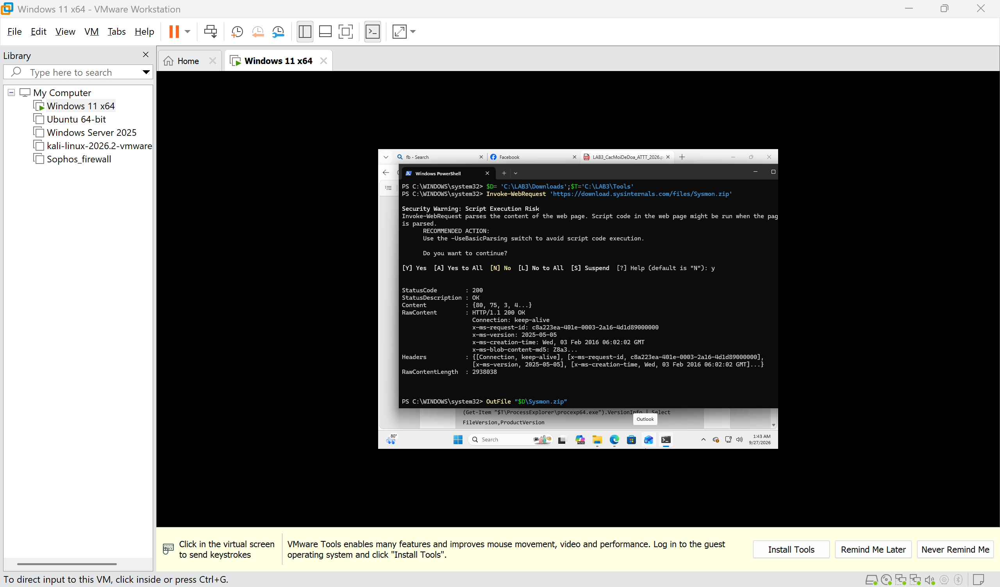 Windows 11 x64 - VMware Workstation
File Edit View VM Tabs Help
Library
Type here to search
My Computer
Windows 11 x64
Ubuntu 64-bit
Windows Server 2025
kali-linux-2026.2-vmware
Sophos_firewall
Home
Windows 11 x64
fb - Search
Facebook
LAB3_CacMoiDeDoa_ATTT_2026.p
Windows PowerShell
PS C:\WINDOWS\system32> $D= 'C:\LAB3\Downloads';$T='C:\LAB3\Tools'
PS C:\WINDOWS\system32> Invoke-WebRequest 'https://download.sysinternals.com/files/Sysmon.zip'
Security Warning: Script Execution Risk
Invoke-WebRequest parses the content of the web page. Script code in the web page might be run when the pag
is parsed.
RECOMMENDED ACTION:
Use the -UseBasicParsing switch to avoid script code execution.
Do you want to continue?
[Y] Yes [A] Yes to All [N] No [L] No to All [S] Suspend [?] Help (default is "N"): y
StatusCode : 200
StatusDescription : OK
Content : {80, 75, 3, 4...}
RawContent : HTTP/1.1 200 OK
Connection: keep-alive
x-ms-request-id: c8a223ea-401e-0003-2a16-4d1d89000000
x-ms-version: 2025-05-05
x-ms-creation-time: Wed, 03 Feb 2016 06:02:02 GMT
x-ms-blob-content-md5: Z8a3...
Headers : {[Connection, keep-alive], [x-ms-request-id, c8a223ea-401e-0003-2a16-4d1d89000000],
[x-ms-version, 2025-05-05], [x-ms-creation-time, Wed, 03 Feb 2016 06:02:02 GMT]...}
RawContentLength : 2938038
PS C:\WINDOWS\system32> OutFile "$D\Sysmon.zip"
(Get-Item "$T\ProcessExplorer\procexp64.exe").VersionInfo | Select
FileVersion,ProductVersion
Outlook
80°
Search
M365
1:43 AM
9/27/2026
Click in the virtual screen
to send keystrokes
VMware Tools enables many features and improves mouse movement, video and performance. Log in to the guest
operating system and click "Install Tools".
Install Tools
Remind Me Later
Never Remind Me
To direct input to this VM, click inside or press Ctrl+G.